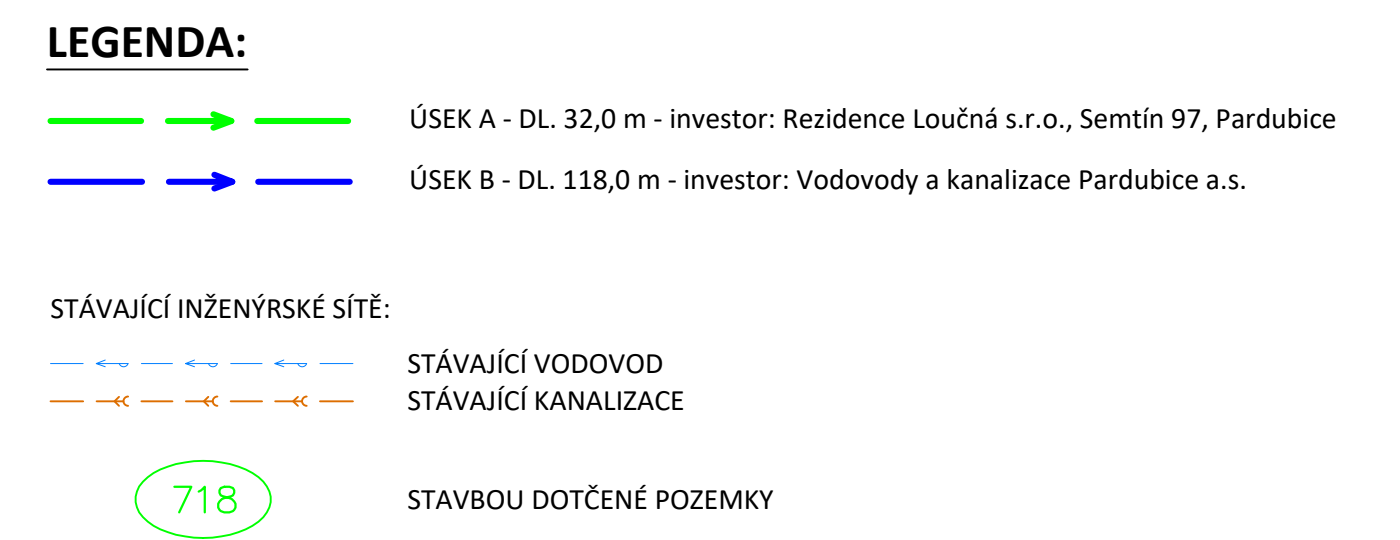 LEGENDA:
ÚSEK A - DL. 32,0 m - investor: Rezidence Loučná s.r.o., Semtín 97, Pardubice
ÚSEK B - DL. 118,0 m - investor: Vodovody a kanalizace Pardubice a.s.
STÁVAJÍCÍ INŽENÝRSKÉ SÍTĚ:
STÁVAJÍCÍ VODOVOD
STÁVAJÍCÍ KANALIZACE
718 STAVBOU DOTČENÉ POZEMKY